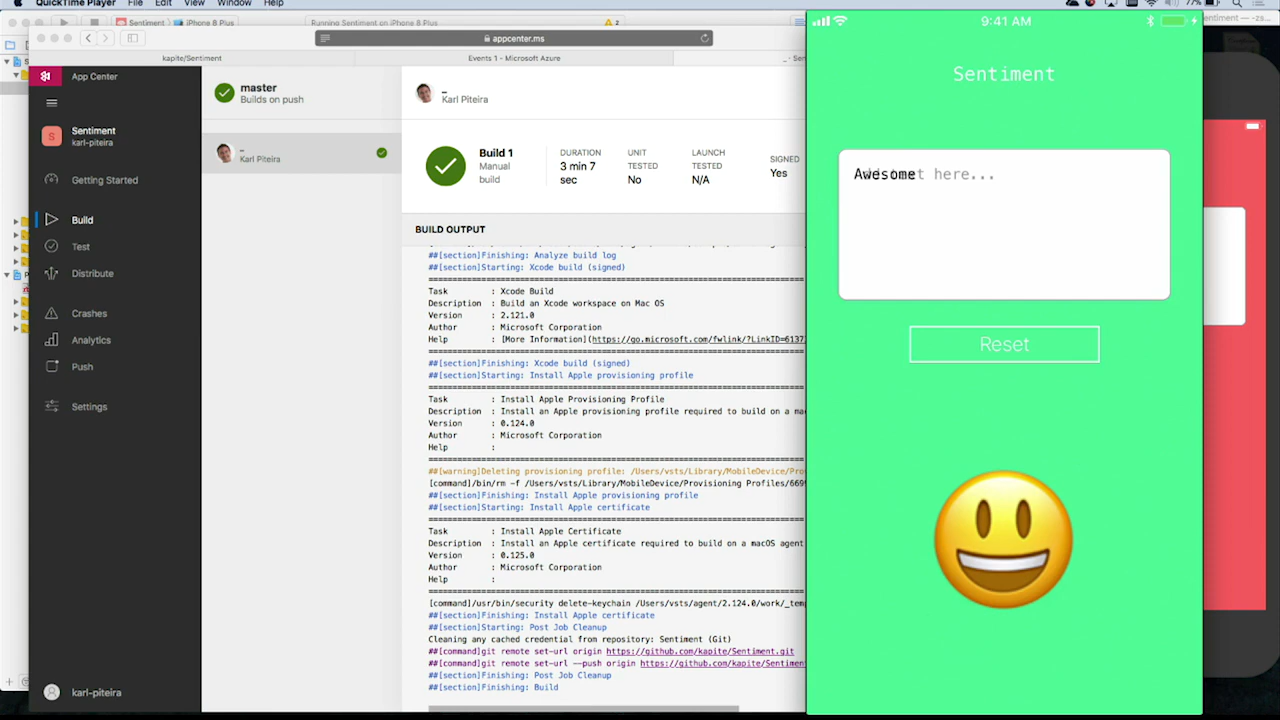 QuickTime Player File Edit View Window Help
77%
Sentiment iPhone 8 Plus
Running Sentiment on iPhone 8 Plus
2
appcenter.ms
kapite/Sentiment
Events 1 - Microsoft Azure
App Center
S
Sentiment
karl-piteira
Getting Started
Build
Test
Distribute
Crashes
Analytics
Push
Settings
karl-piteira
master
Builds on push
_
Karl Piteira
_
Karl Piteira
Build 1
Manual build
DURATION
3 min 7 sec
UNIT TESTED
No
LAUNCH TESTED
N/A
SIGNED
Yes
BUILD OUTPUT
##[section]Finishing: Analyze build log
##[section]Starting: Xcode build (signed)
==============================================================================
Task : Xcode Build
Description : Build an Xcode workspace on Mac OS
Version : 2.121.0
Author : Microsoft Corporation
Help : [More Information](https://go.microsoft.com/fwlink/?LinkID=6137
==============================================================================
##[section]Finishing: Xcode build (signed)
##[section]Starting: Install Apple provisioning profile
==============================================================================
Task : Install Apple Provisioning Profile
Description : Install an Apple provisioning profile required to build on a mac
Version : 0.124.0
Author : Microsoft Corporation
Help :
==============================================================================
##[warning]Deleting provisioning profile: /Users/vsts/Library/MobileDevice/Pro
[command]/bin/rm -f /Users/vsts/Library/MobileDevice/Provisioning Profiles/669
##[section]Finishing: Install Apple provisioning profile
##[section]Starting: Install Apple certificate
==============================================================================
Task : Install Apple Certificate
Description : Install an Apple certificate required to build on a macOS agent
Version : 0.125.0
Author : Microsoft Corporation
Help :
==============================================================================
[command]/usr/bin/security delete-keychain /Users/vsts/agent/2.124.0/work/_temp
##[section]Finishing: Install Apple certificate
##[section]Starting: Post Job Cleanup
Cleaning any cached credential from repository: Sentiment (Git)
##[command]git remote set-url origin https://github.com/kapite/Sentiment.git
##[command]git remote set-url --push origin https://github.com/kapite/Sentimen
##[section]Finishing: Post Job Cleanup
##[section]Finishing: Build
9:41 AM
Sentiment
Awesome
here...
Reset